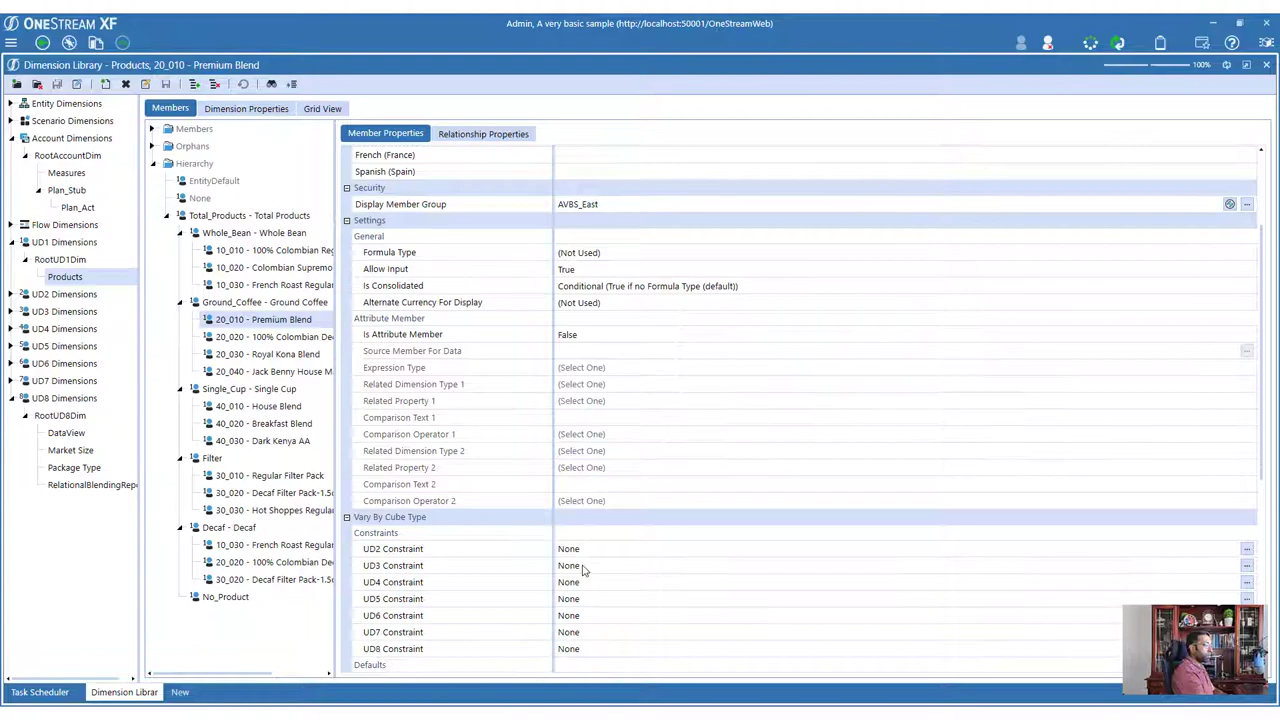 ONESTREAM XF
Admin, A very basic sample (http://localhost:50001/OneStreamWeb)
Dimension Library - Products, 20_010 - Premium Blend
100%
Entity Dimensions
Scenario Dimensions
Account Dimensions
RootAccountDim
Measures
Plan_Stub
Plan_Act
Flow Dimensions
UD1 Dimensions
RootUD1Dim
Products
UD2 Dimensions
UD3 Dimensions
UD4 Dimensions
UD5 Dimensions
UD6 Dimensions
UD7 Dimensions
UD8 Dimensions
RootUD8Dim
DataView
Market Size
Package Type
RelationalBlendingRepo
Members
Dimension Properties
Grid View
Members
Orphans
Hierarchy
EntityDefault
None
Total_Products - Total Products
Whole_Bean - Whole Bean
10_010 - 100% Colombian Reg
10_020 - Colombian Supremo
10_030 - French Roast Regular
Ground_Coffee - Ground Coffee
20_010 - Premium Blend
20_020 - 100% Colombian De
20_030 - Royal Kona Blend
20_040 - Jack Benny House M
Single_Cup - Single Cup
40_010 - House Blend
40_020 - Breakfast Blend
40_030 - Dark Kenya AA
Filter
30_010 - Regular Filter Pack
30_020 - Decaf Filter Pack-1.5o
30_030 - Hot Shoppes Regular
Decaf - Decaf
10_030 - French Roast Regular
20_020 - 100% Colombian De
30_020 - Decaf Filter Pack-1.5o
No_Product
Member Properties
Relationship Properties
French (France)
Spanish (Spain)
Security
Display Member Group AVBS_East
Settings
General
Formula Type (Not Used)
Allow Input True
Is Consolidated Conditional (True if no Formula Type (default))
Alternate Currency For Display (Not Used)
Attribute Member
Is Attribute Member False
Source Member For Data
Expression Type (Select One)
Related Dimension Type 1 (Select One)
Related Property 1 (Select One)
Comparison Text 1
Comparison Operator 1 (Select One)
Related Dimension Type 2 (Select One)
Related Property 2 (Select One)
Comparison Text 2
Comparison Operator 2 (Select One)
Vary By Cube Type
Constraints
UD2 Constraint None
UD3 Constraint None
UD4 Constraint None
UD5 Constraint None
UD6 Constraint None
UD7 Constraint None
UD8 Constraint None
Defaults
Task Scheduler
Dimension Librar
New